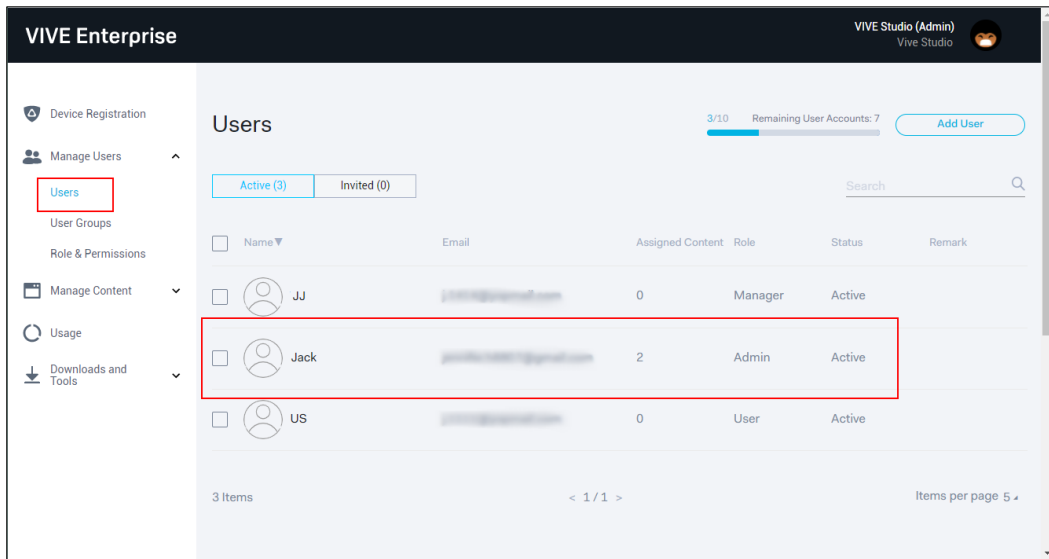 VIVE Enterprise
VIVE Studio (Admin)
Vive Studio
Device Registration
Manage Users
Users
User Groups
Role & Permissions
Manage Content
Usage
Downloads and
Tools
Users
3/10 Remaining User Accounts: 7
Add User
Active (3) Invited (0)
Search
Name▼ Email Assigned Content Role Status Remark
JJ 0 Manager Active
Jack 2 Admin Active
US 0 User Active
3 Items < 1 / 1 > Items per page 5